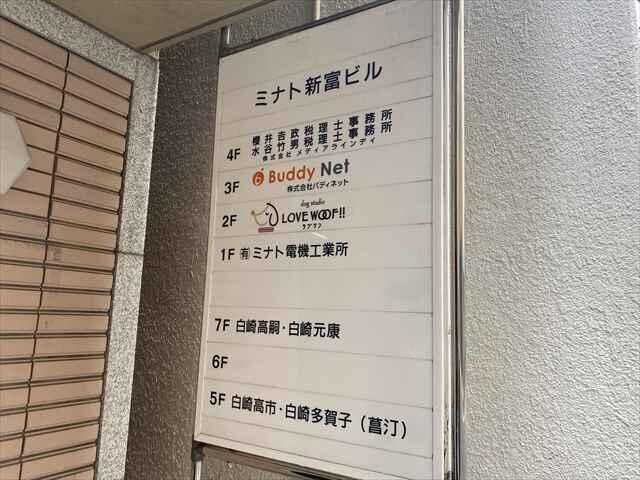 ミナト新富ビル
4F 櫻井吉政税理士事務所
水谷竹男税理士事務所
株式会社 メディアラインディ
3F Buddy Net
株式会社バディネット
2F dog studio
LOVE WOOF!!
ラブワン
1F ㈲ ミナト電機工業所
7F 白崎高嗣・白崎元康
6F
5F 白崎高市・白崎多賀子(菖汀)